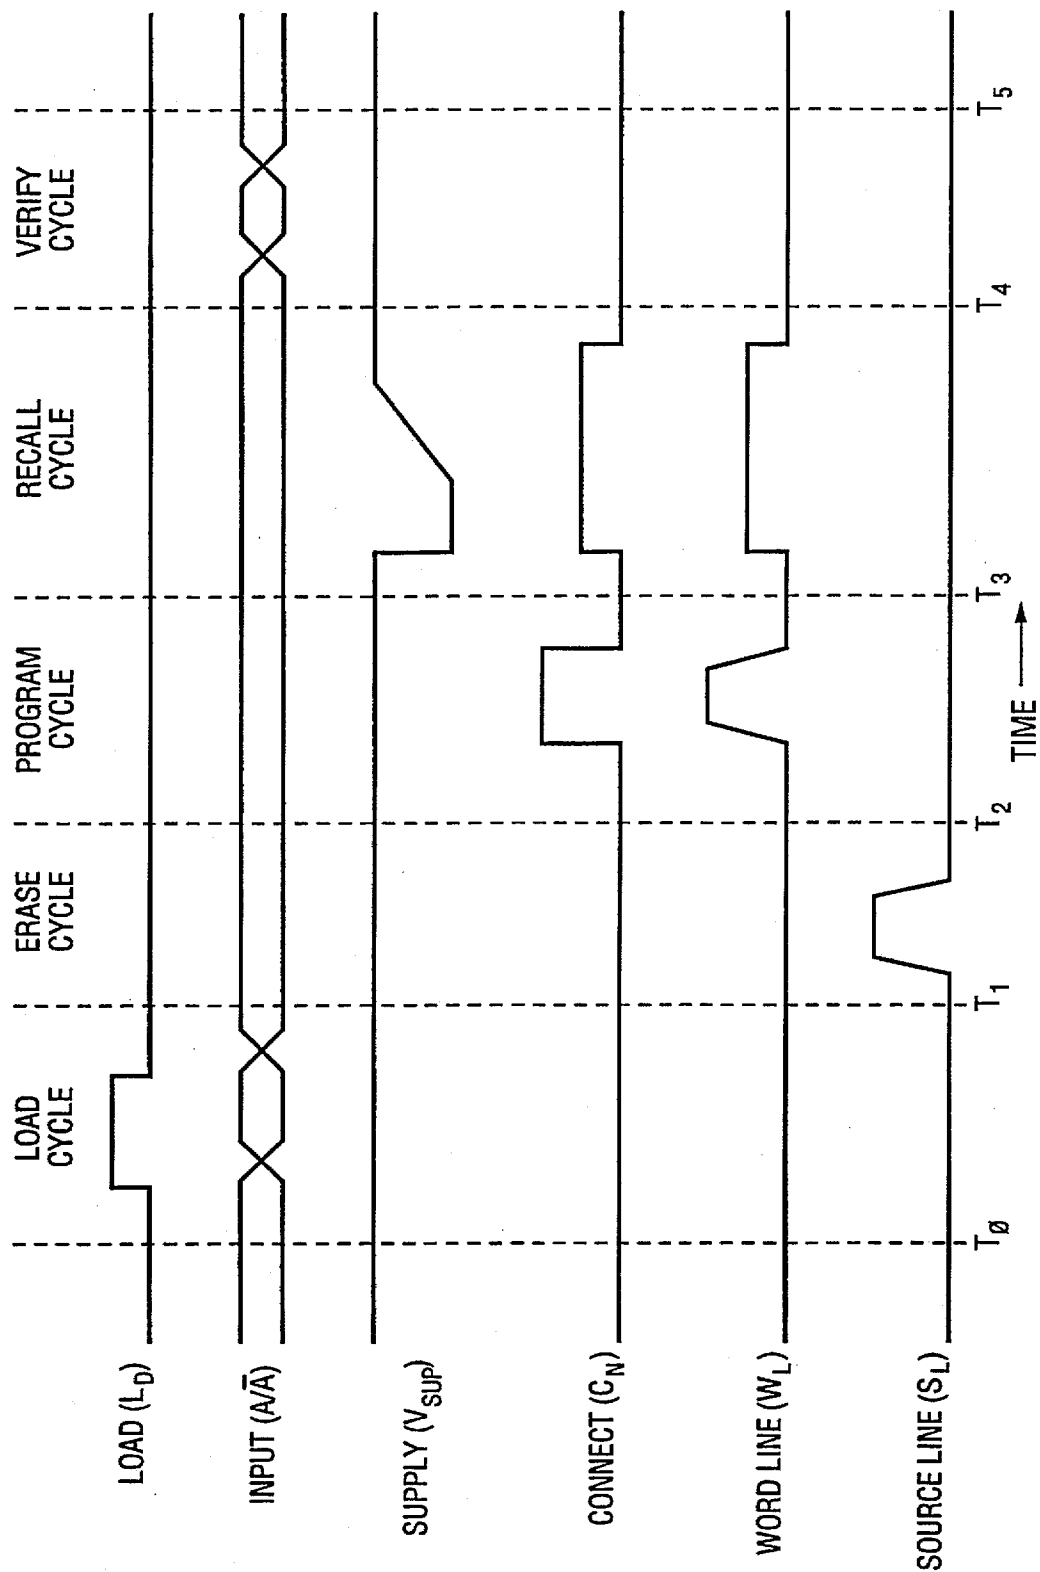 LOAD
CYCLE
ERASE
CYCLE
PROGRAM
CYCLE
RECALL
CYCLE
VERIFY
CYCLE
LOAD (L_D)
INPUT (A/A̅)
SUPPLY (V_SUP)
CONNECT (C_N)
WORD LINE (W_L)
SOURCE LINE (S_L)
T_ø
T_1
T_2
T_3
T_4
T_5
TIME →